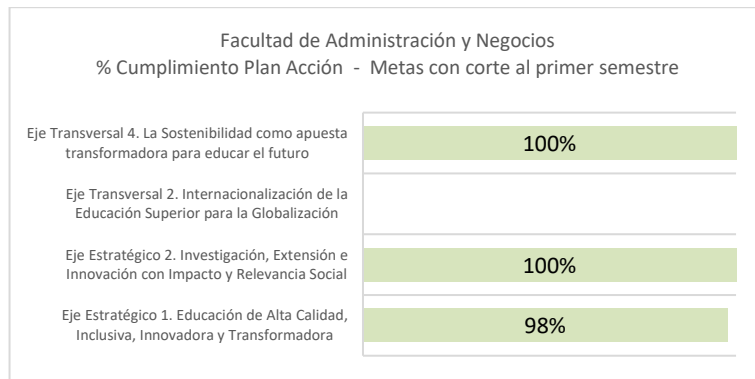 Facultad de Administración y Negocios
% Cumplimiento Plan Acción - Metas con corte al primer semestre
Eje Transversal 4. La Sostenibilidad como apuesta
transformadora para educar el futuro
100%
Eje Transversal 2. Internacionalización de la
Educación Superior para la Globalización
Eje Estratégico 2. Investigación, Extensión e
Innovación con Impacto y Relevancia Social
100%
Eje Estratégico 1. Educación de Alta Calidad,
Inclusiva, Innovadora y Transformadora
98%